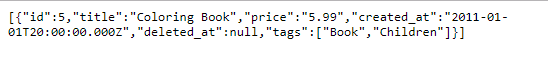 [{"id":5,"title":"Coloring Book","price":"5.99","created_at":"2011-01-
01T20:00:00.000Z","deleted_at":null,"tags":["Book","Children"]}]